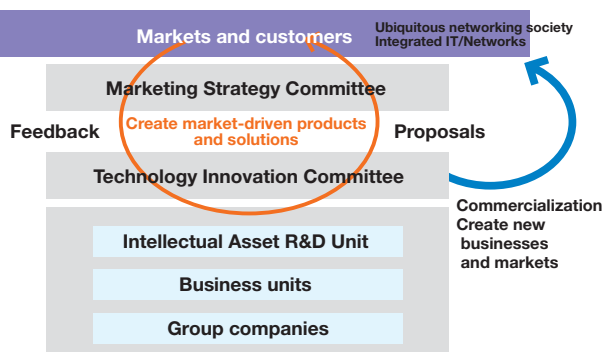 Markets and customers
Ubiquitous networking society
Integrated IT/Networks
Marketing Strategy Committee
Feedback
Create market-driven products
and solutions
Proposals
Technology Innovation Committee
Commercialization
Create new
businesses
and markets
Intellectual Asset R&D Unit
Business units
Group companies